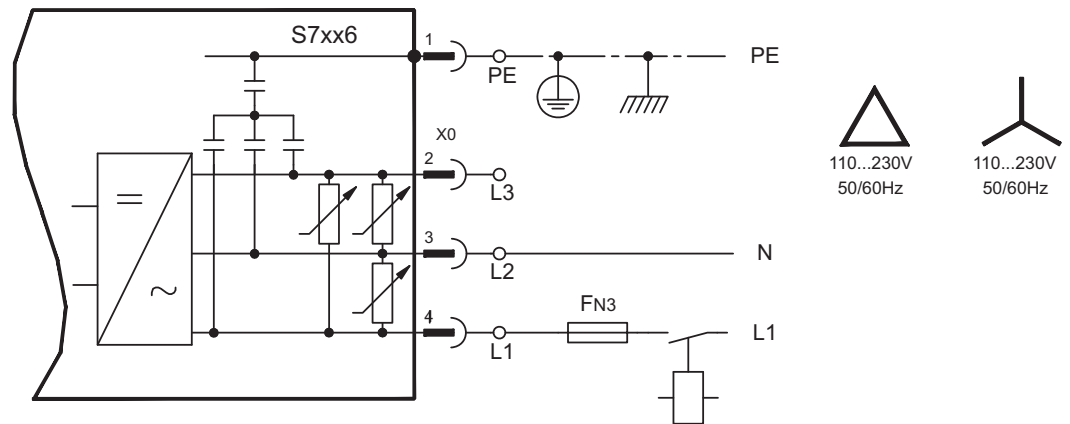 S7xx6
1
PE
PE
X0
2
L3
3
L2
N
4
L1
FN3
L1
110...230V
50/60Hz
110...230V
50/60Hz